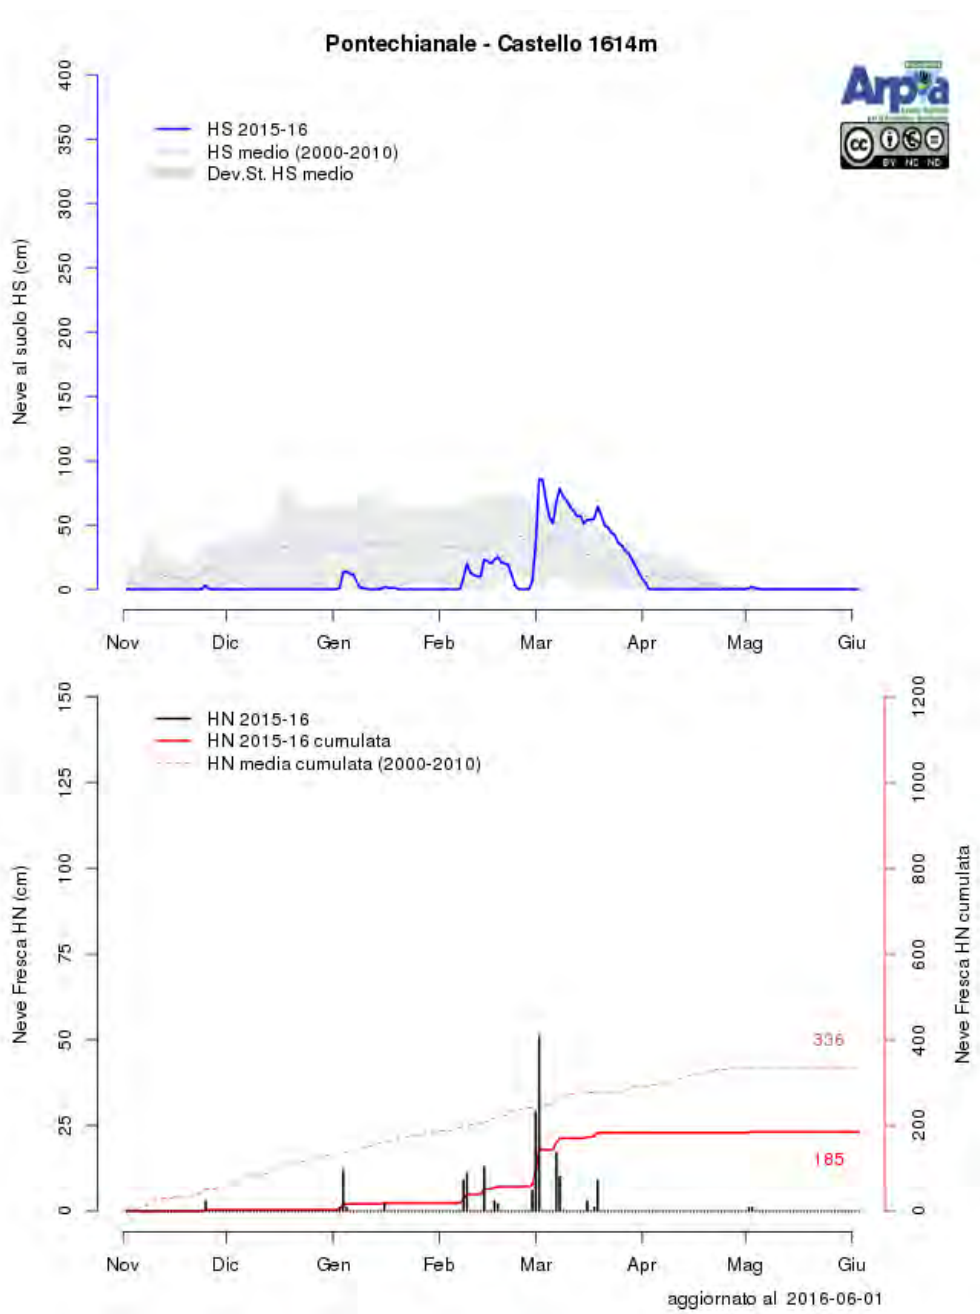 Pontechianale - Castello 1614m
Arpa
CC BY NC ND
HS 2015-16
HS medio (2000-2010)
Dev.St. HS medio
Neve al suolo HS (cm)
400
350
300
250
200
150
100
50
0
Nov Dic Gen Feb Mar Apr Mag Giu
HN 2015-16
HN 2015-16 cumulata
HN media cumulata (2000-2010)
Neve Fresca HN (cm)
150
125
100
75
50
25
0
Neve Fresca HN cumulata
1200
1000
800
600
400
200
0
336
185
Nov Dic Gen Feb Mar Apr Mag Giu
aggiornato al 2016-06-01